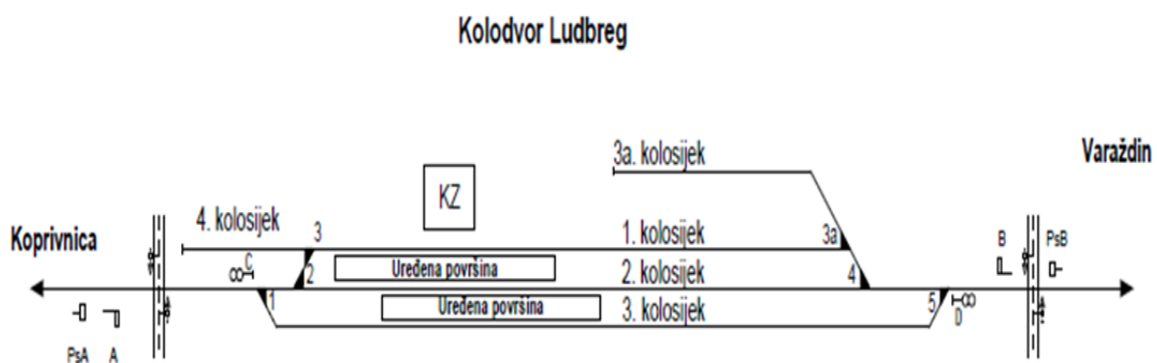 Kolodvor Ludbreg
3a. kolosijek
Varaždin
KZ
4. kolosijek
3
1. kolosijek
3a
B
PsB
Koprivnica
C
2
Uređena površina
2. kolosijek
4
1
Uređena površina
3. kolosijek
5
D
PsA
A